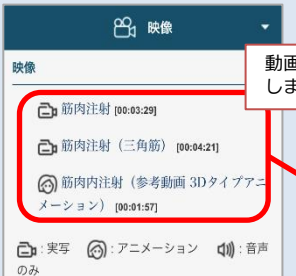 映像
映像
動画
しま
筋肉注射 [00:03:29]
筋肉注射（三角筋） [00:04:21]
筋肉内注射（参考動画 3Dタイプアニ
メーション） [00:01:57]
：実写 ：アニメーション ：音声
のみ